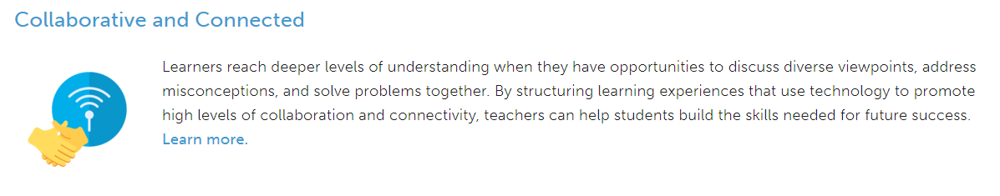 Collaborative and Connected
Learners reach deeper levels of understanding when they have opportunities to discuss diverse viewpoints, address
misconceptions, and solve problems together. By structuring learning experiences that use technology to promote
high levels of collaboration and connectivity, teachers can help students build the skills needed for future success.
Learn more.